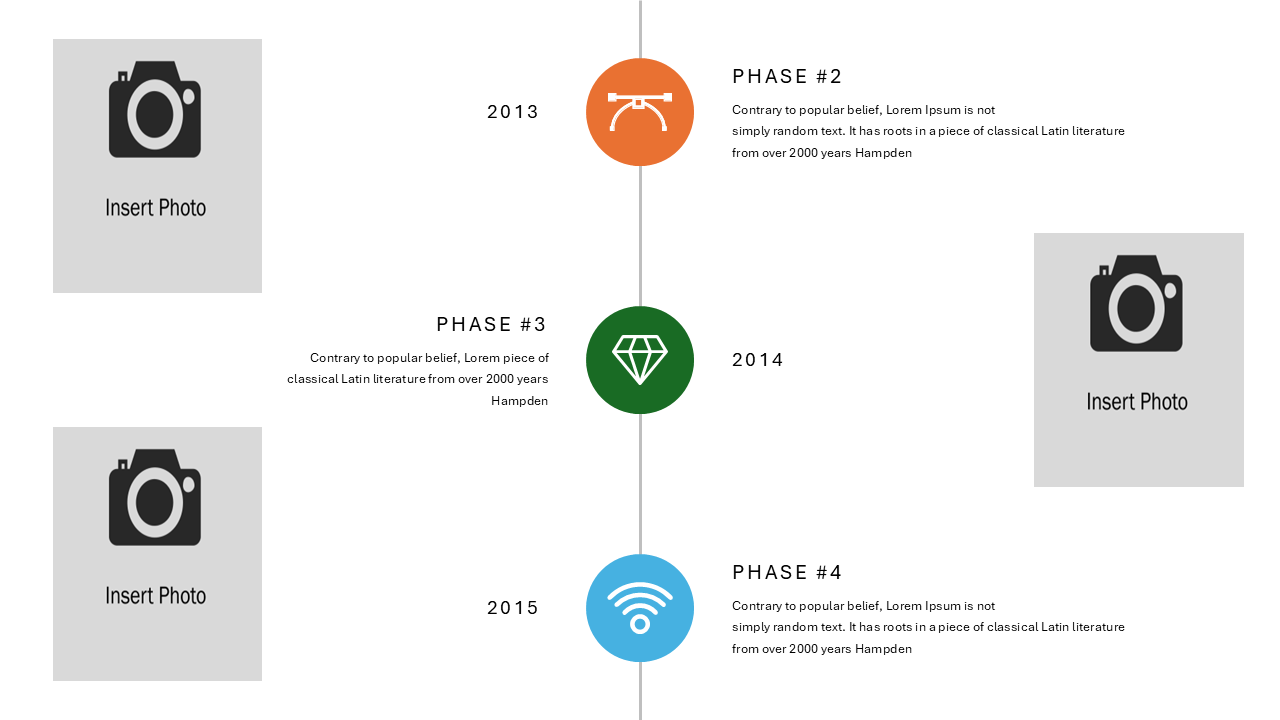 Insert Photo
2013
PHASE #2
Contrary to popular belief, Lorem Ipsum is not
simply random text. It has roots in a piece of classical Latin literature
from over 2000 years Hampden
PHASE #3
Contrary to popular belief, Lorem piece of
classical Latin literature from over 2000 years
Hampden
2014
Insert Photo
Insert Photo
2015
PHASE #4
Contrary to popular belief, Lorem Ipsum is not
simply random text. It has roots in a piece of classical Latin literature
from over 2000 years Hampden